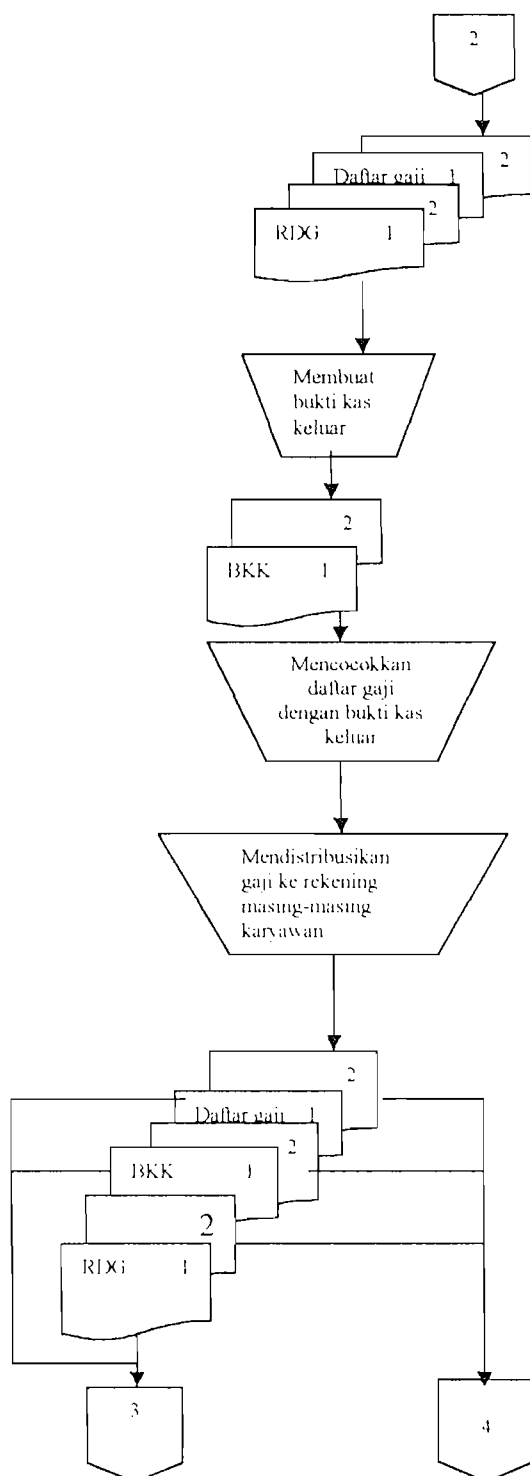 2
2
Daftar gaji 1
2
RDG 1
Membuat
bukti kas
keluar
2
BKK 1
Mencocokkan
daftar gaji
dengan bukti kas
keluar
Mendistribusikan
gaji ke rekening
masing-masing
karyawan
2
Daftar gaji 1
2
BKK 1
2
RDG 1
3
4